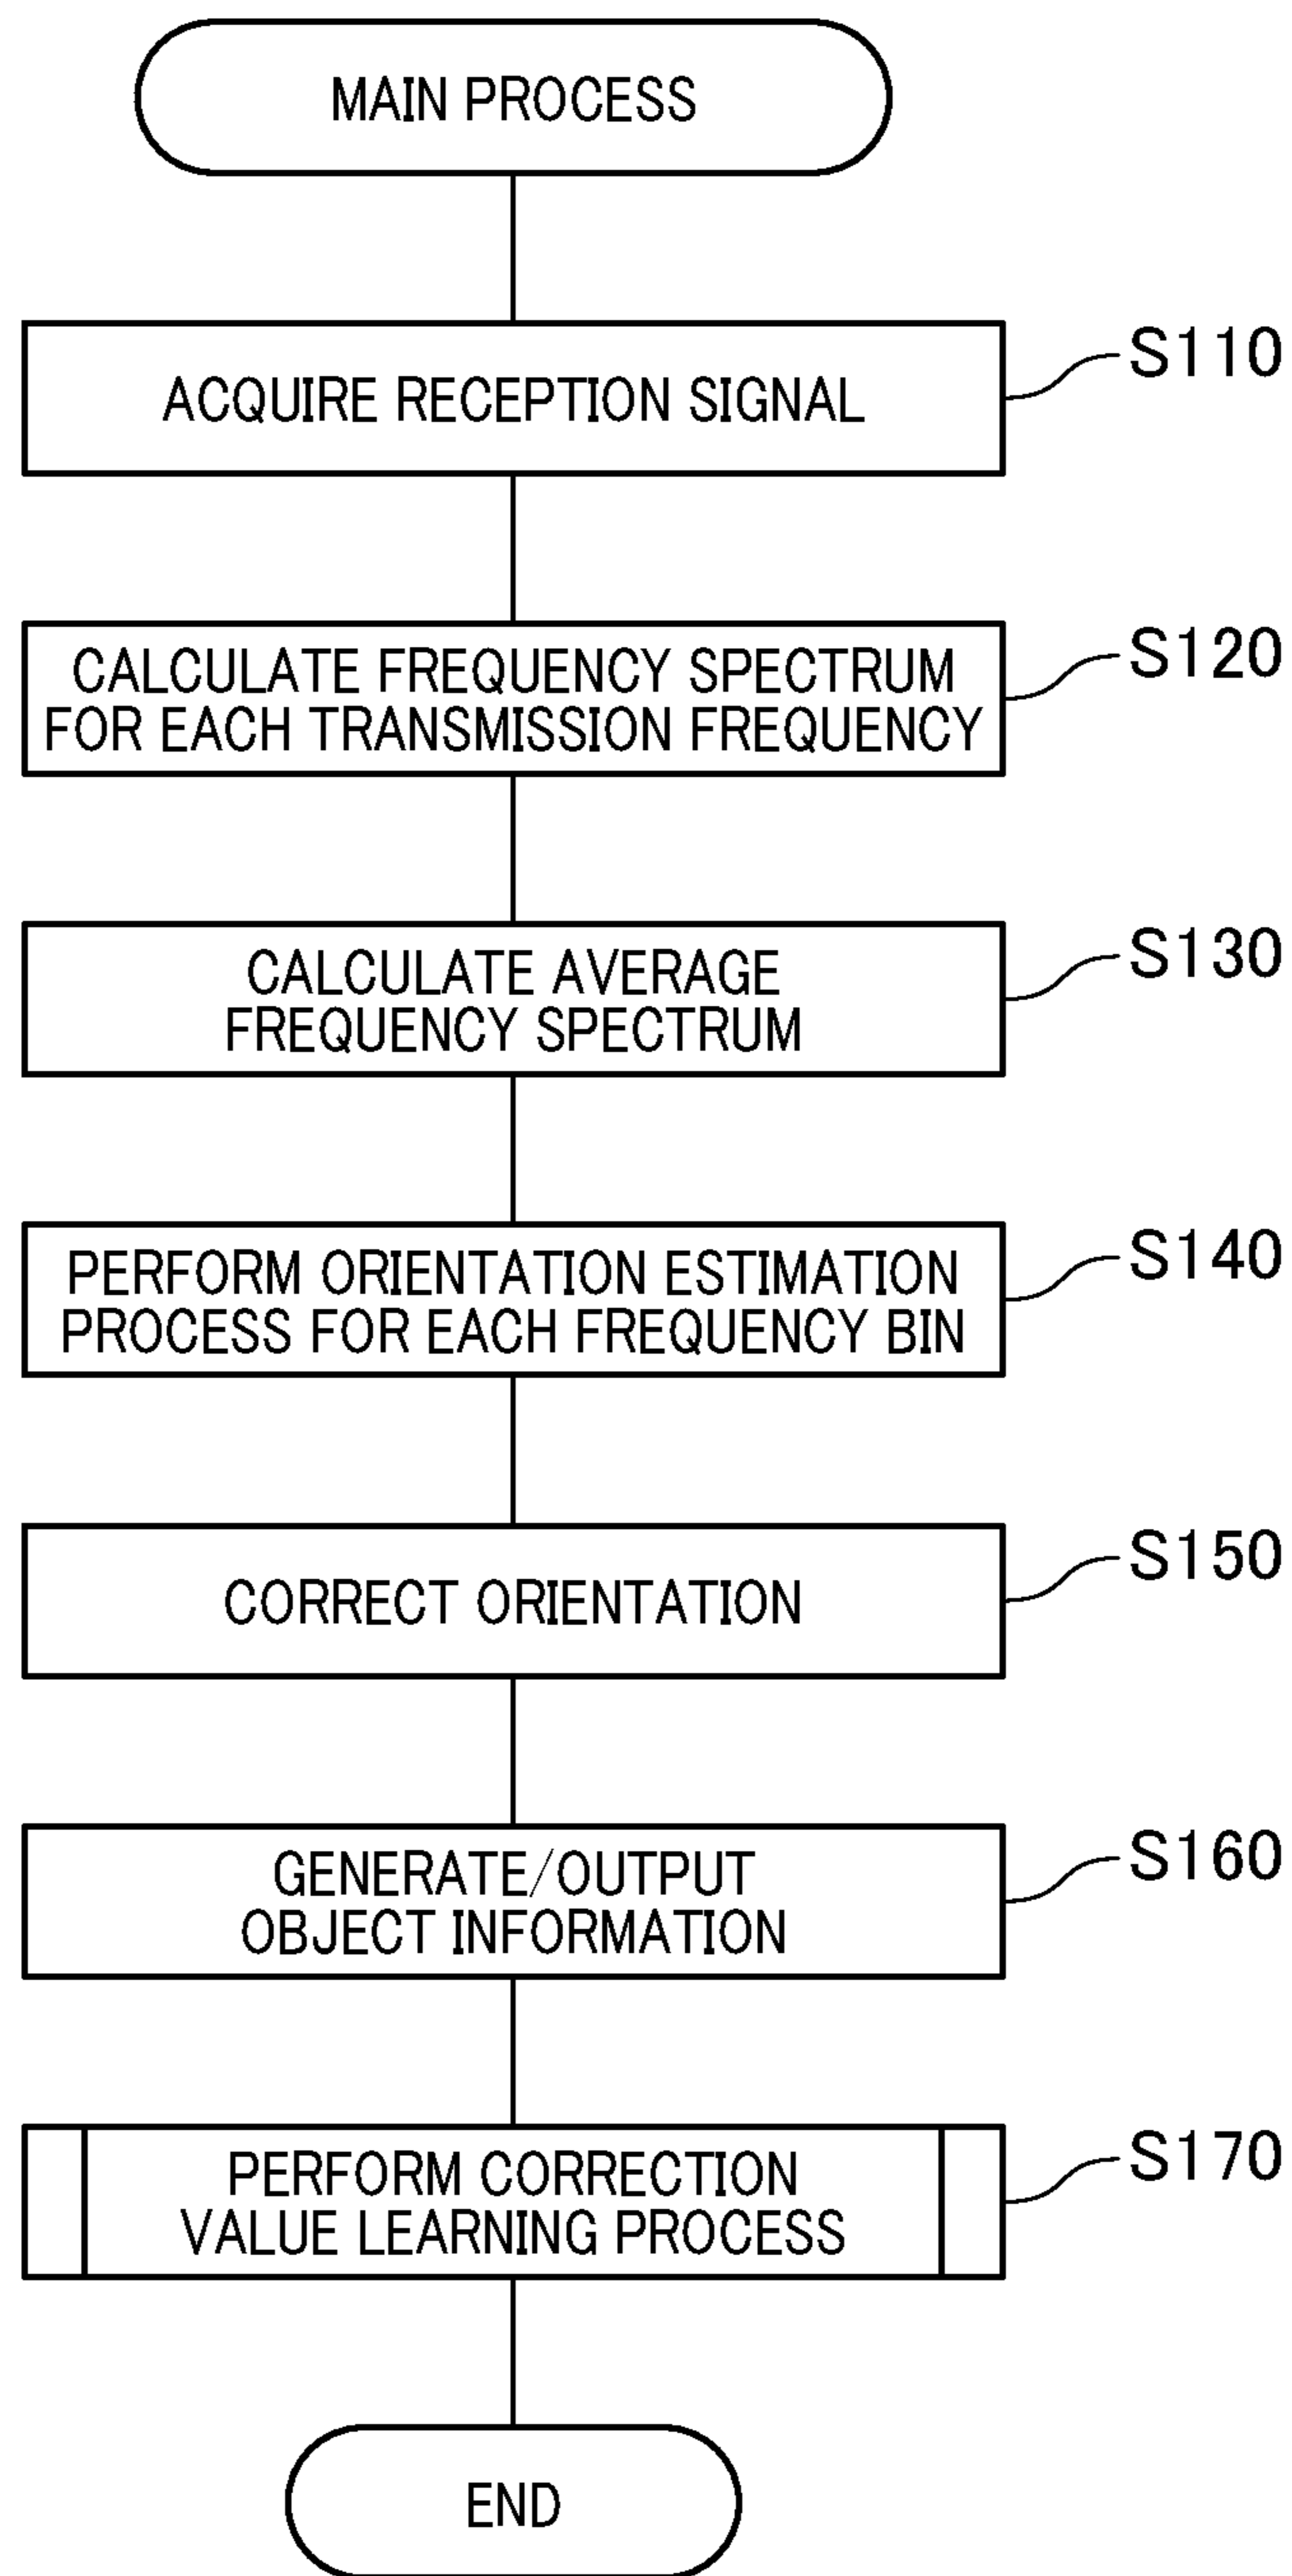 MAIN PROCESS
ACQUIRE RECEPTION SIGNAL
S110
CALCULATE FREQUENCY SPECTRUM
FOR EACH TRANSMISSION FREQUENCY
S120
CALCULATE AVERAGE
FREQUENCY SPECTRUM
S130
PERFORM ORIENTATION ESTIMATION
PROCESS FOR EACH FREQUENCY BIN
S140
CORRECT ORIENTATION
S150
GENERATE/OUTPUT
OBJECT INFORMATION
S160
PERFORM CORRECTION
VALUE LEARNING PROCESS
S170
END